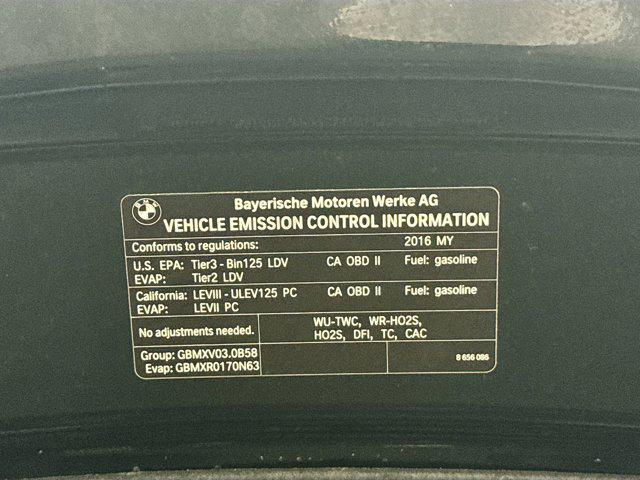 BMW
Bayerische Motoren Werke AG
VEHICLE EMISSION CONTROL INFORMATION
Conforms to regulations: 2016 MY
U.S. EPA: Tier3 - Bin125 LDV CA OBD II Fuel: gasoline
EVAP: Tier2 LDV
California: LEVIII - ULEV125 PC CA OBD II Fuel: gasoline
EVAP: LEVII PC
No adjustments needed.
WU-TWC, WR-HO2S,
HO2S, DFI, TC, CAC
Group: GBMXV03.0B58
Evap: GBMXR0170N63
8 656 086